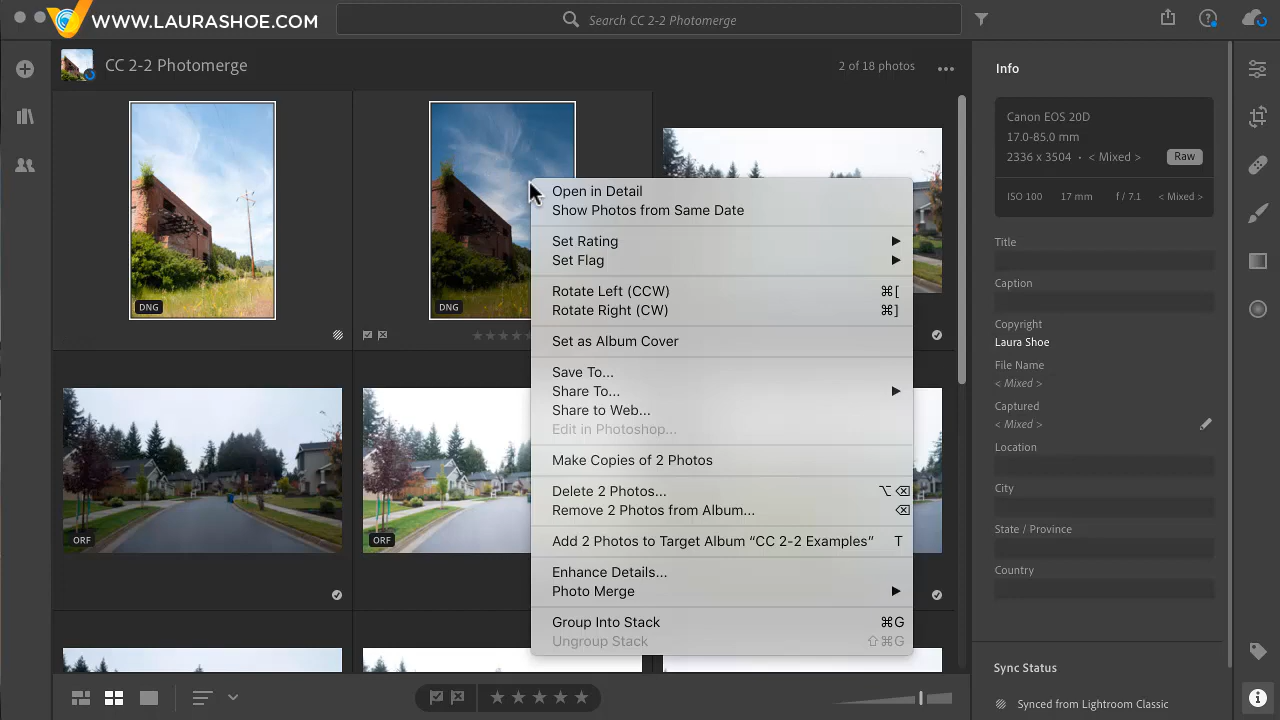 WWW.LAURASHOE.COM
Search CC 2-2 Photomerge
CC 2-2 Photomerge
2 of 18 photos
DNG
DNG
ORF
ORF
Open in Detail
Show Photos from Same Date
Set Rating
Set Flag
Rotate Left (CCW) ⌘[
Rotate Right (CW) ⌘]
Set as Album Cover
Save To...
Share To...
Share to Web...
Edit in Photoshop...
Make Copies of 2 Photos
Delete 2 Photos... ⌥⌫
Remove 2 Photos from Album... ⌫
Add 2 Photos to Target Album “CC 2-2 Examples” T
Enhance Details...
Photo Merge
Group Into Stack ⌘G
Ungroup Stack ⇧⌘G
Info
Canon EOS 20D
17.0-85.0 mm
2336 x 3504 • < Mixed > Raw
ISO 100 17 mm f / 7.1 < Mixed >
Title
Caption
Copyright
Laura Shoe
File Name
< Mixed >
Captured
< Mixed >
Location
City
State / Province
Country
Sync Status
Synced from Lightroom Classic